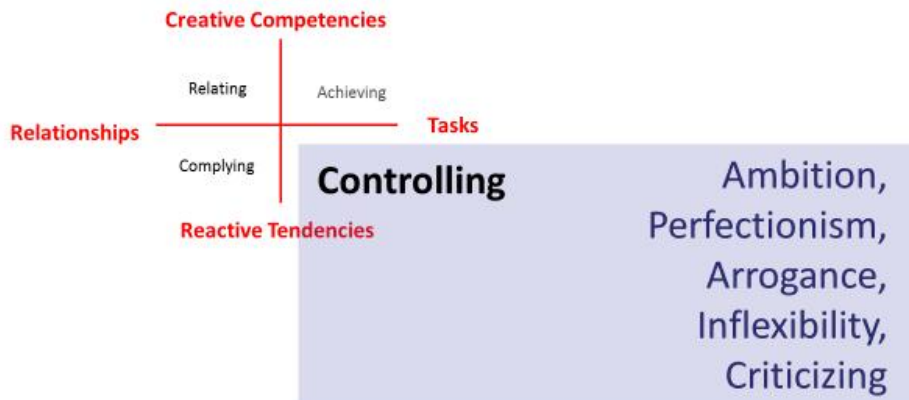 Creative Competencies
Relating
Achieving
Relationships
Tasks
Complying
Controlling
Reactive Tendencies
Ambition,
Perfectionism,
Arrogance,
Inflexibility,
Criticizing